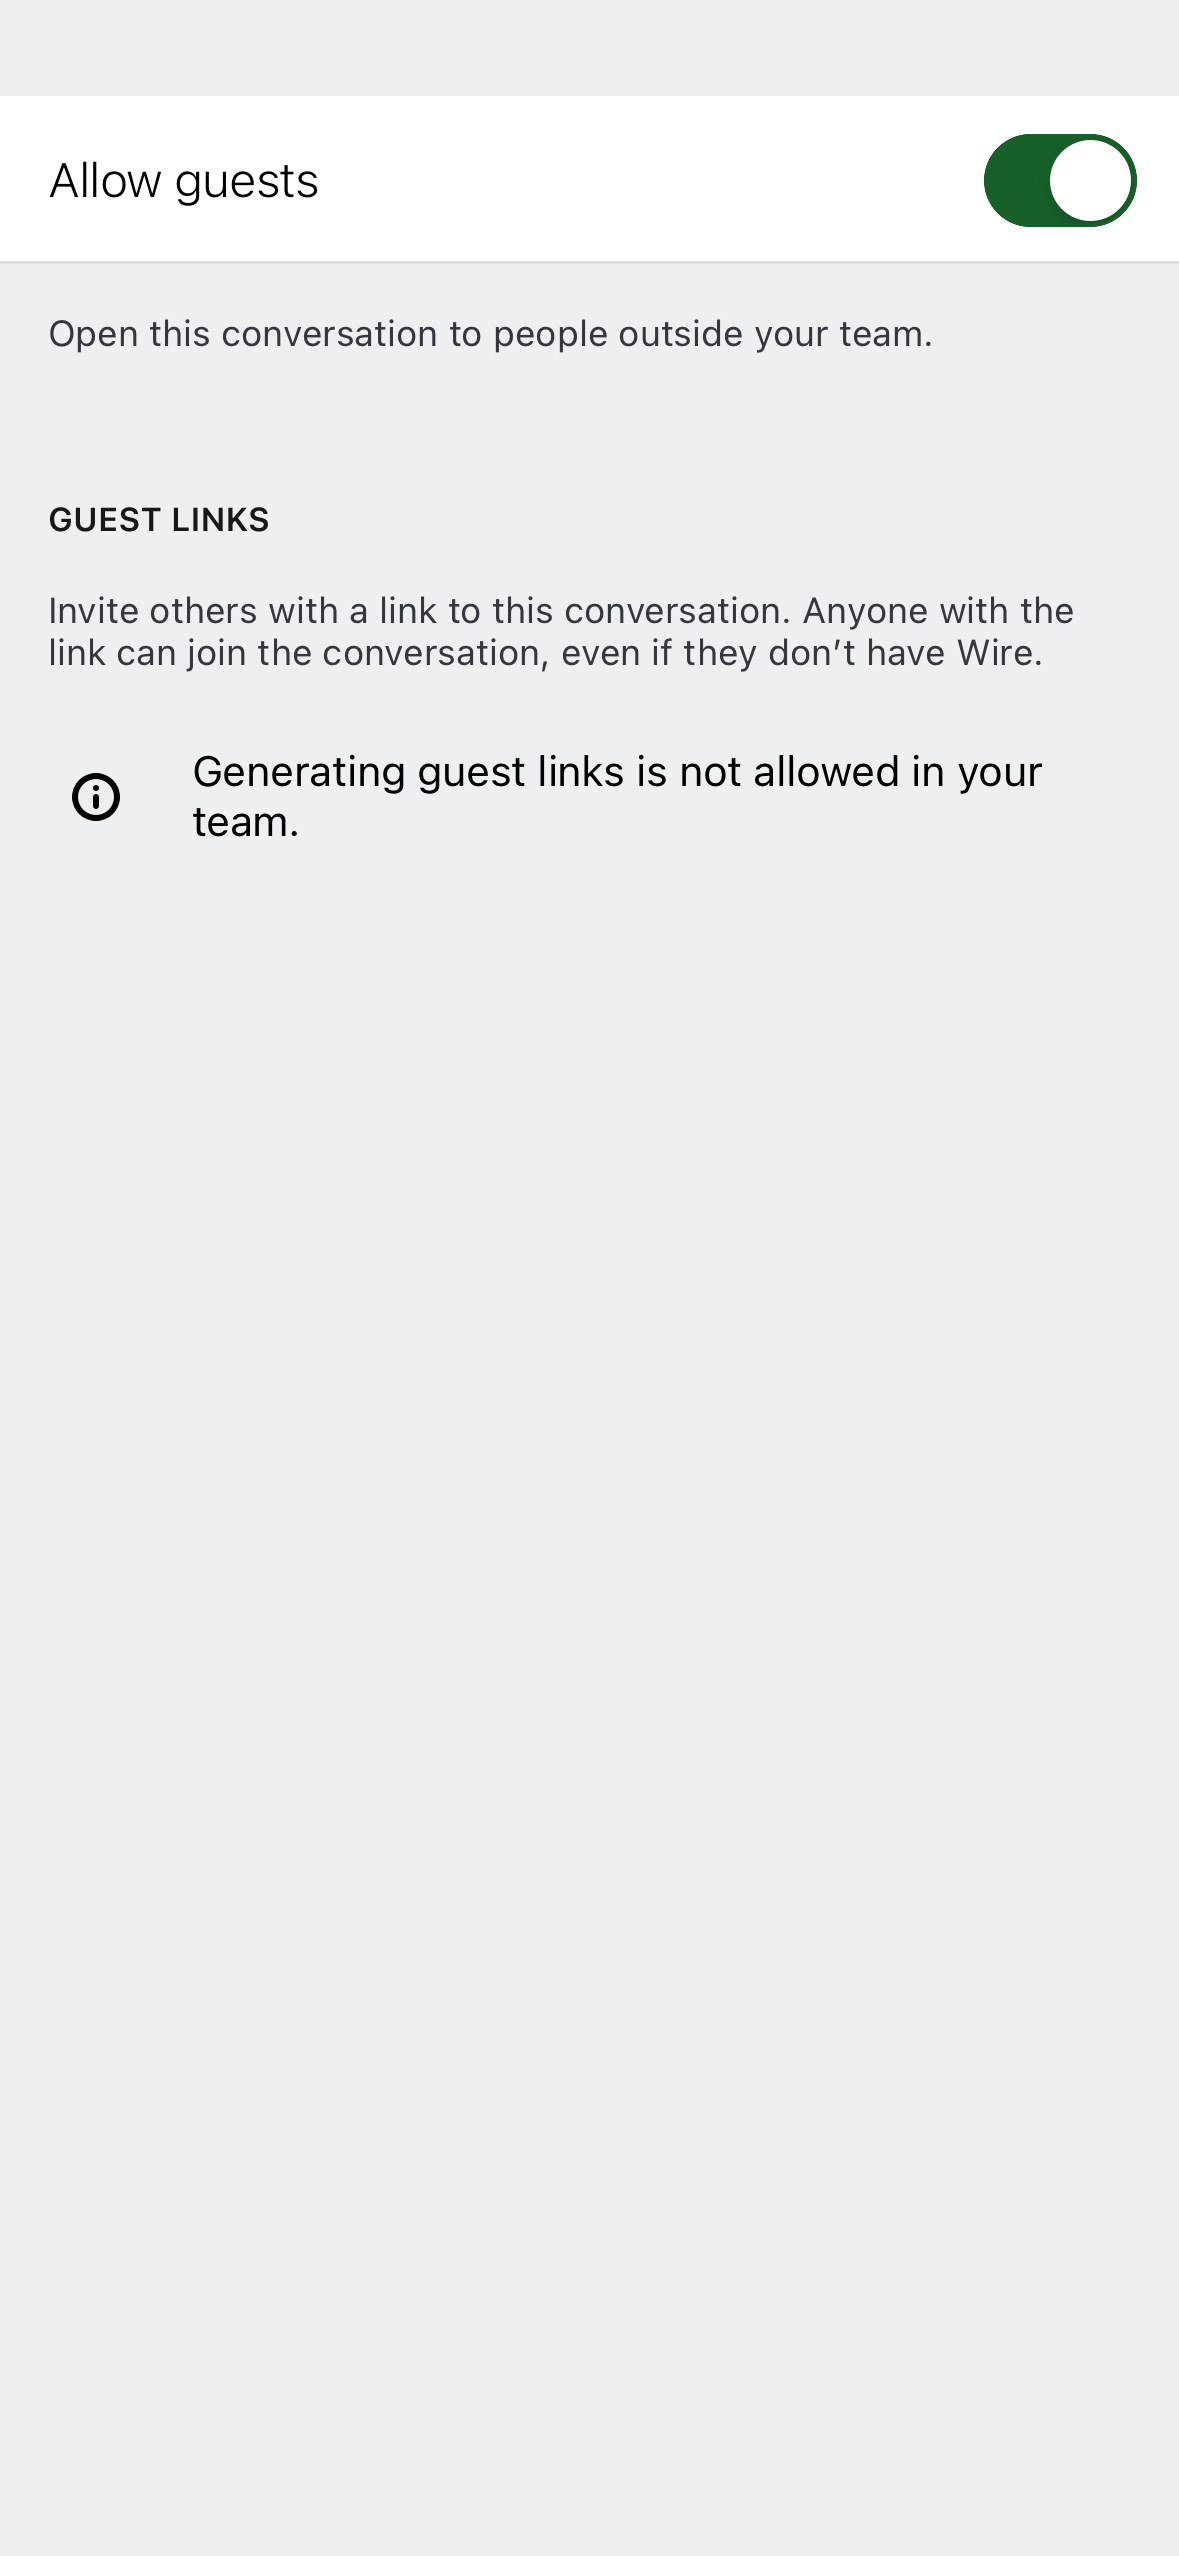 Allow guests
Open this conversation to people outside your team.
GUEST LINKS
Invite others with a link to this conversation. Anyone with the
link can join the conversation, even if they don’t have Wire.
Generating guest links is not allowed in your
team.